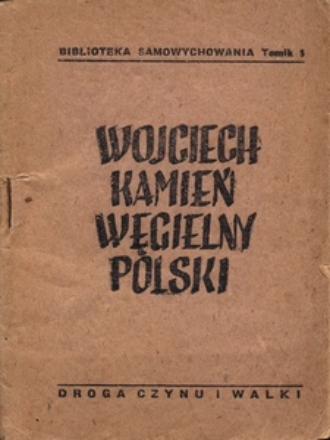 BIBLIOTEKA SAMOWYCHOWANIA Tomik 1
WOJCIECH
KAMIEŃ
WĘGIELNY
POLSKI
DROGA CZYNU I WALKI